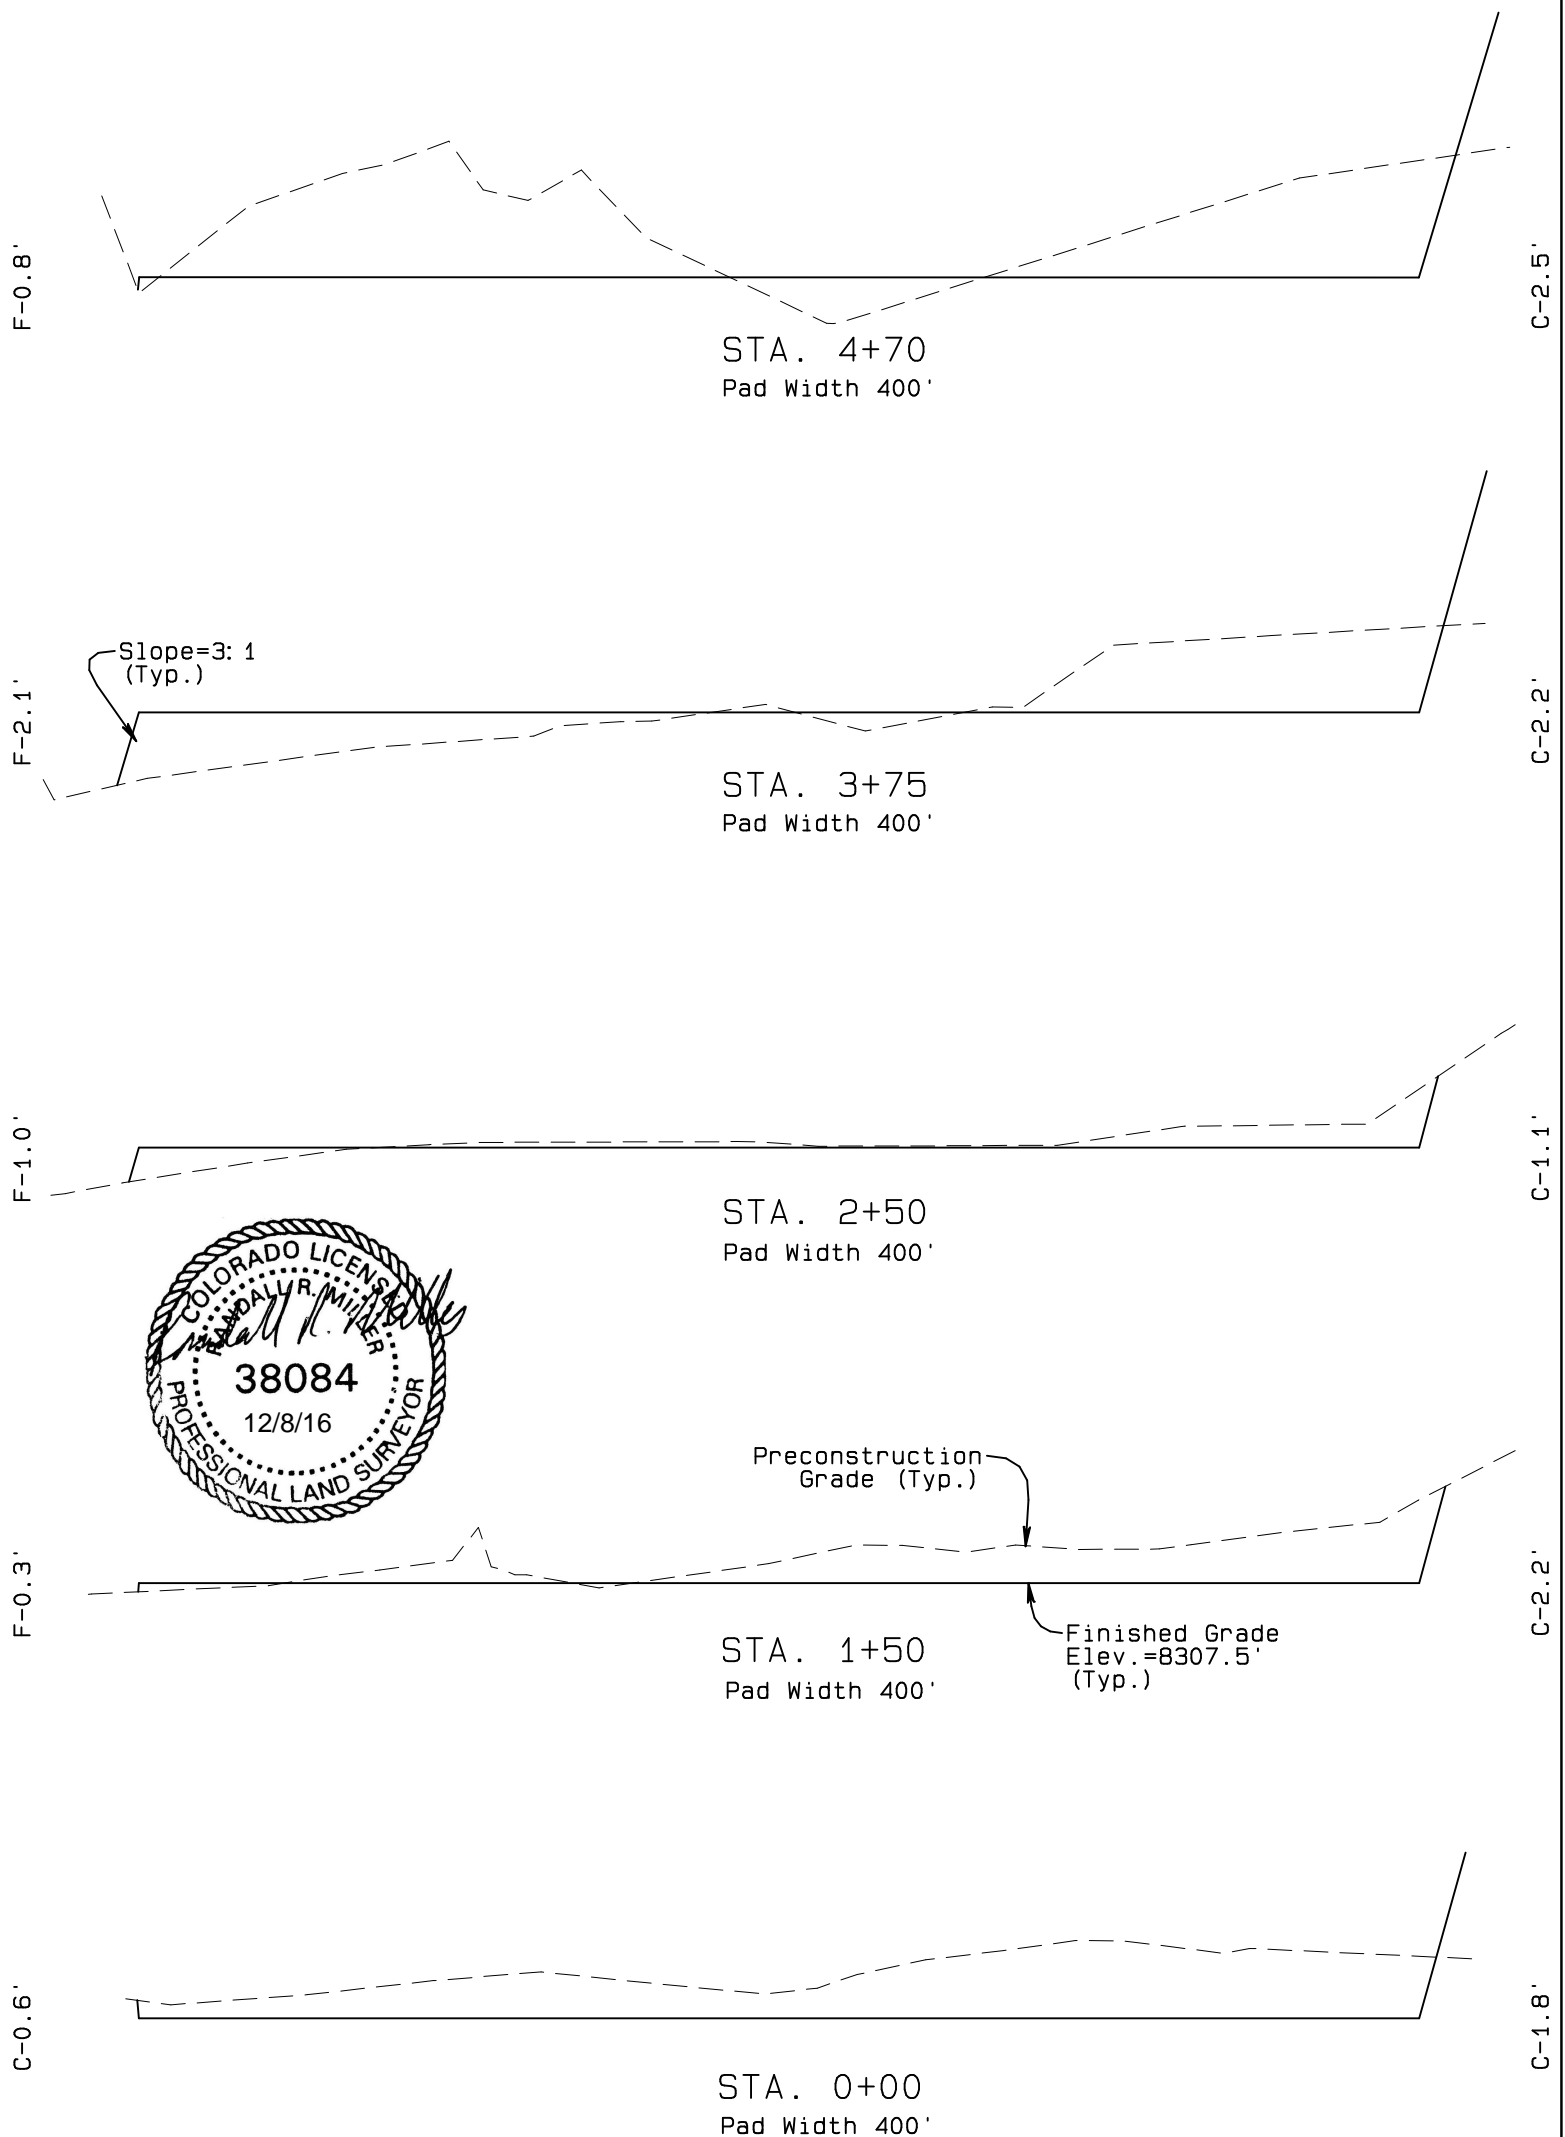 F-0.8'
C-2.5'
STA. 4+70
Pad Width 400'
Slope=3:1
(Typ.)
F-2.1'
C-2.2'
STA. 3+75
Pad Width 400'
F-1.0'
C-1.1'
STA. 2+50
Pad Width 400'
COLORADO LICENSED
RANDALL R. MILLER
38084
12/8/16
PROFESSIONAL LAND SURVEYOR
Preconstruction
Grade (Typ.)
F-0.3'
C-2.2'
STA. 1+50
Pad Width 400'
Finished Grade
Elev.=8307.5'
(Typ.)
C-0.6'
C-1.8'
STA. 0+00
Pad Width 400'